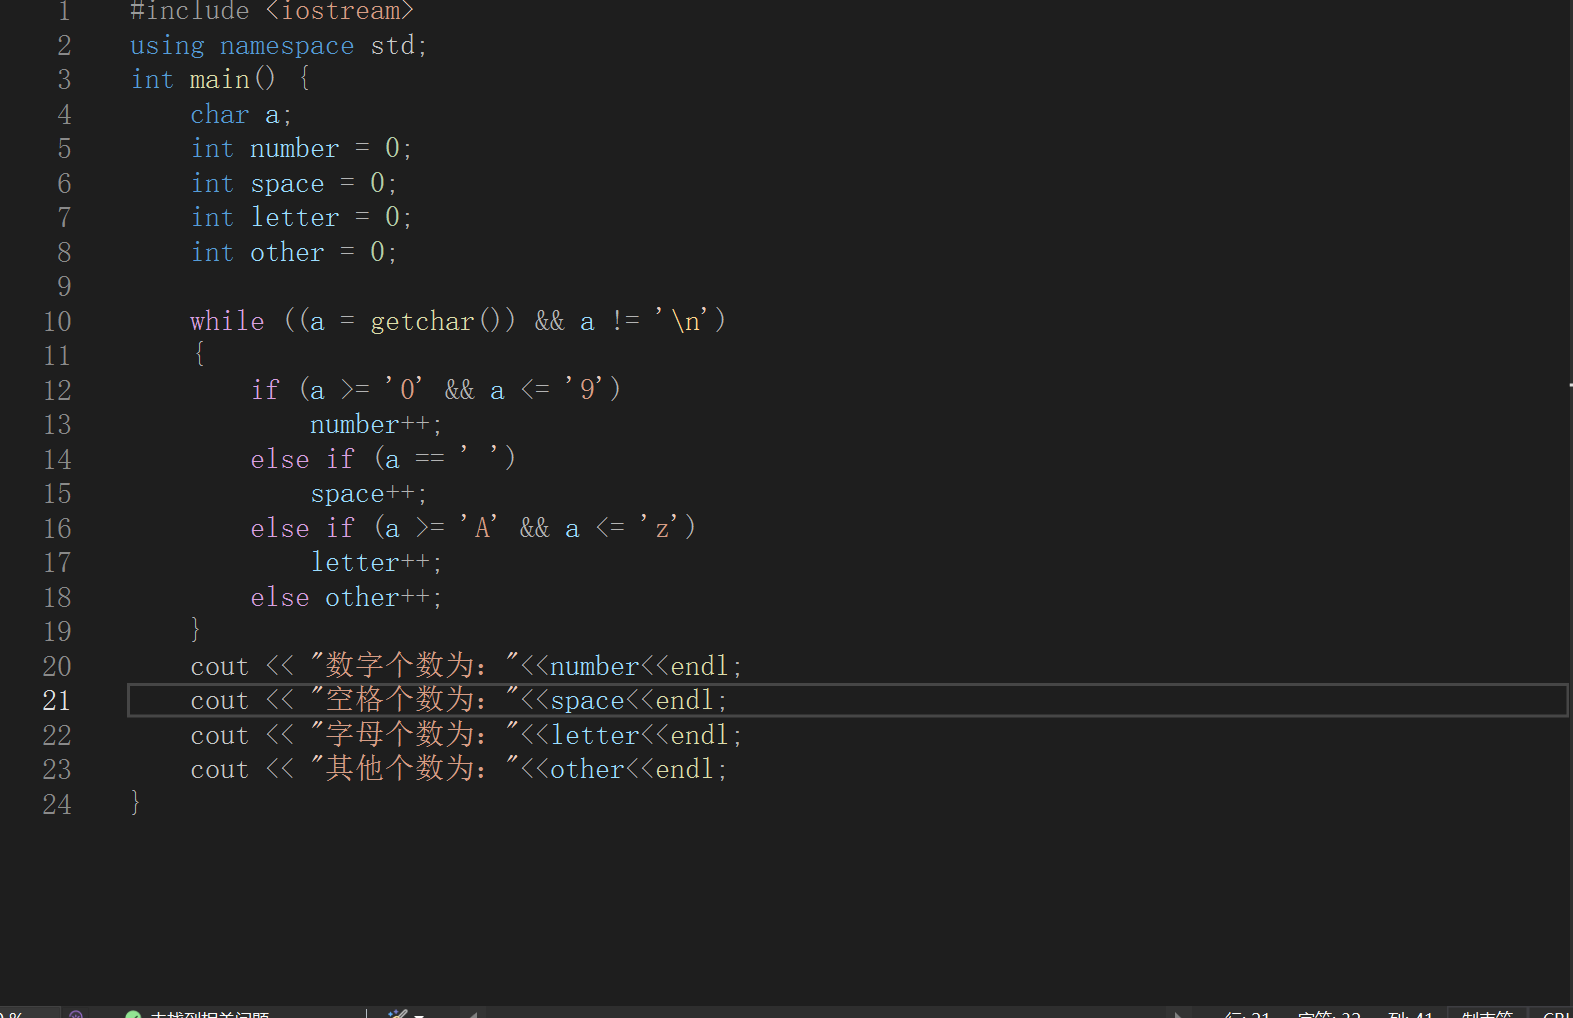 1 #include <iostream>
2 using namespace std;
3 int main() {
4 char a;
5 int number = 0;
6 int space = 0;
7 int letter = 0;
8 int other = 0;
9
10 while ((a = getchar()) && a != '\n')
11 {
12 if (a >= '0' && a <= '9')
13 number++;
14 else if (a == ' ')
15 space++;
16 else if (a >= 'A' && a <= 'z')
17 letter++;
18 else other++;
19 }
20 cout << "数字个数为："<<number<<endl;
21 cout << "空格个数为："<<space<<endl;
22 cout << "字母个数为："<<letter<<endl;
23 cout << "其他个数为："<<other<<endl;
24 }
未找到相关问题 行: 21 字符: 32 列: 41 制表符